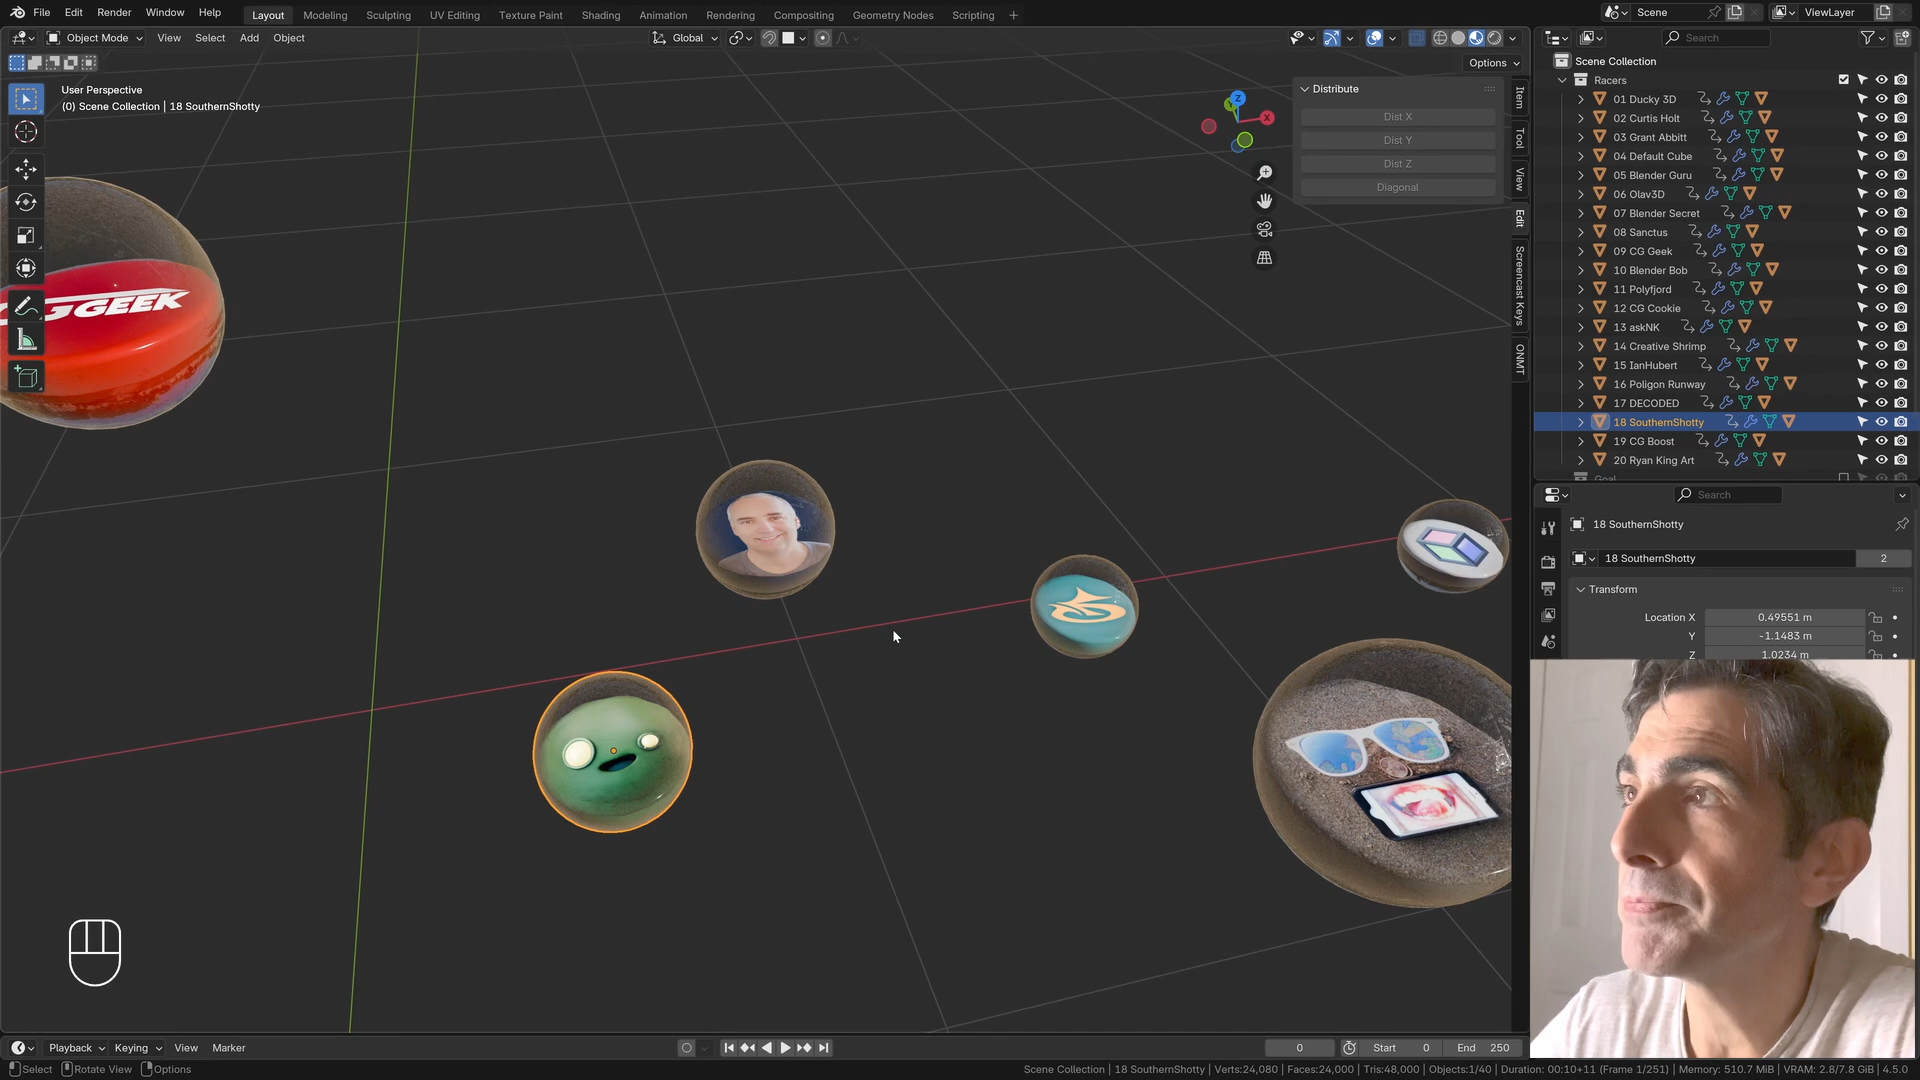 File Edit Render Window Help
Layout Modeling Sculpting UV Editing Texture Paint Shading Animation Rendering Compositing Geometry Nodes Scripting +
Scene
ViewLayer
Object Mode View Select Add Object
Global
Search
Options
User Perspective
(0) Scene Collection | 18 SouthernShotty
Distribute
Dist X
Dist Y
Dist Z
Diagonal
Item
Tool
View
Edit
Screencast Keys
ONMT
Z
X
GEEK
Scene Collection
Racers
01 Ducky 3D
02 Curtis Holt
03 Grant Abbitt
04 Default Cube
05 Blender Guru
06 Olav3D
07 Blender Secret
08 Sanctus
09 CG Geek
10 Blender Bob
11 Polyfjord
12 CG Cookie
13 askNK
14 Creative Shrimp
15 IanHubert
16 Poligon Runway
17 DECODED
18 SouthernShotty
19 CG Boost
20 Ryan King Art
Goal
Search
18 SouthernShotty
18 SouthernShotty 2
Transform
Location X 0.49551 m
Y -1.1483 m
Z 1.0234 m
Playback Keying View Marker
0 Start 0 End 250
Select Rotate View Options
Scene Collection | 18 SouthernShotty | Verts:24,080 | Faces:24,000 | Tris:48,000 | Objects:1/40 | Duration: 00:10+11 (Frame 1/251) | Memory: 510.7 MiB | VRAM: 2.8/7.8 GiB | 4.5.0